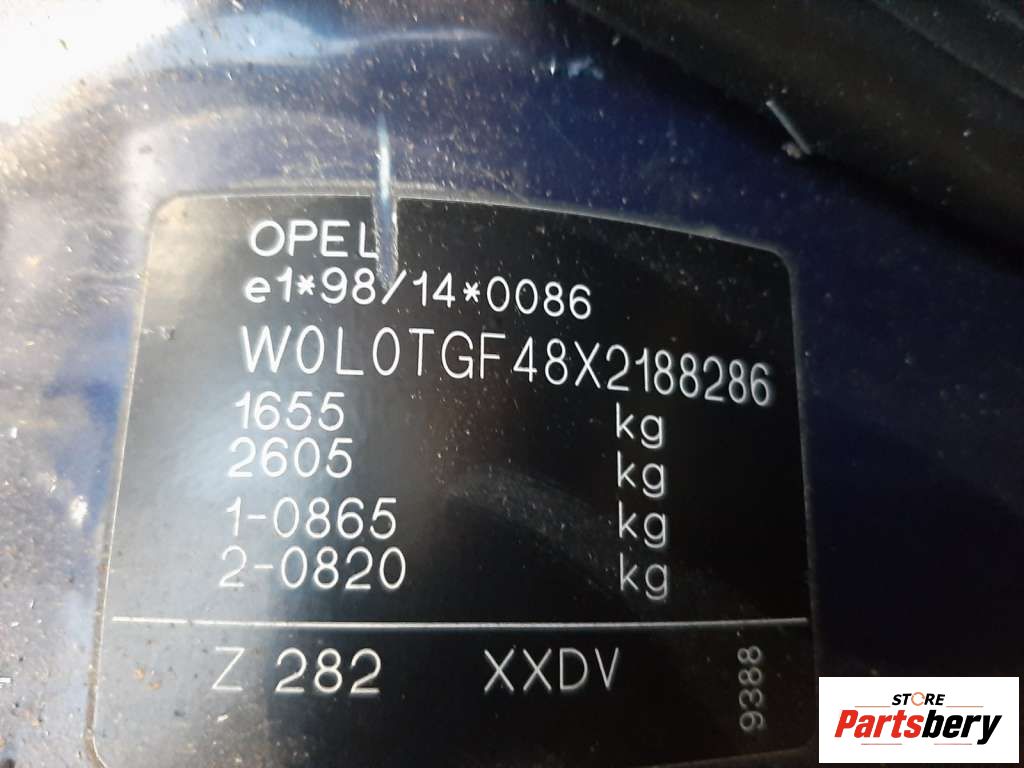 OPEL
e1*98/14*0086
W0L0TGF48X2188286
1655 kg
2605 kg
1-0865 kg
2-0820 kg
Z 282 XXDV
9388
STORE
Partsbery